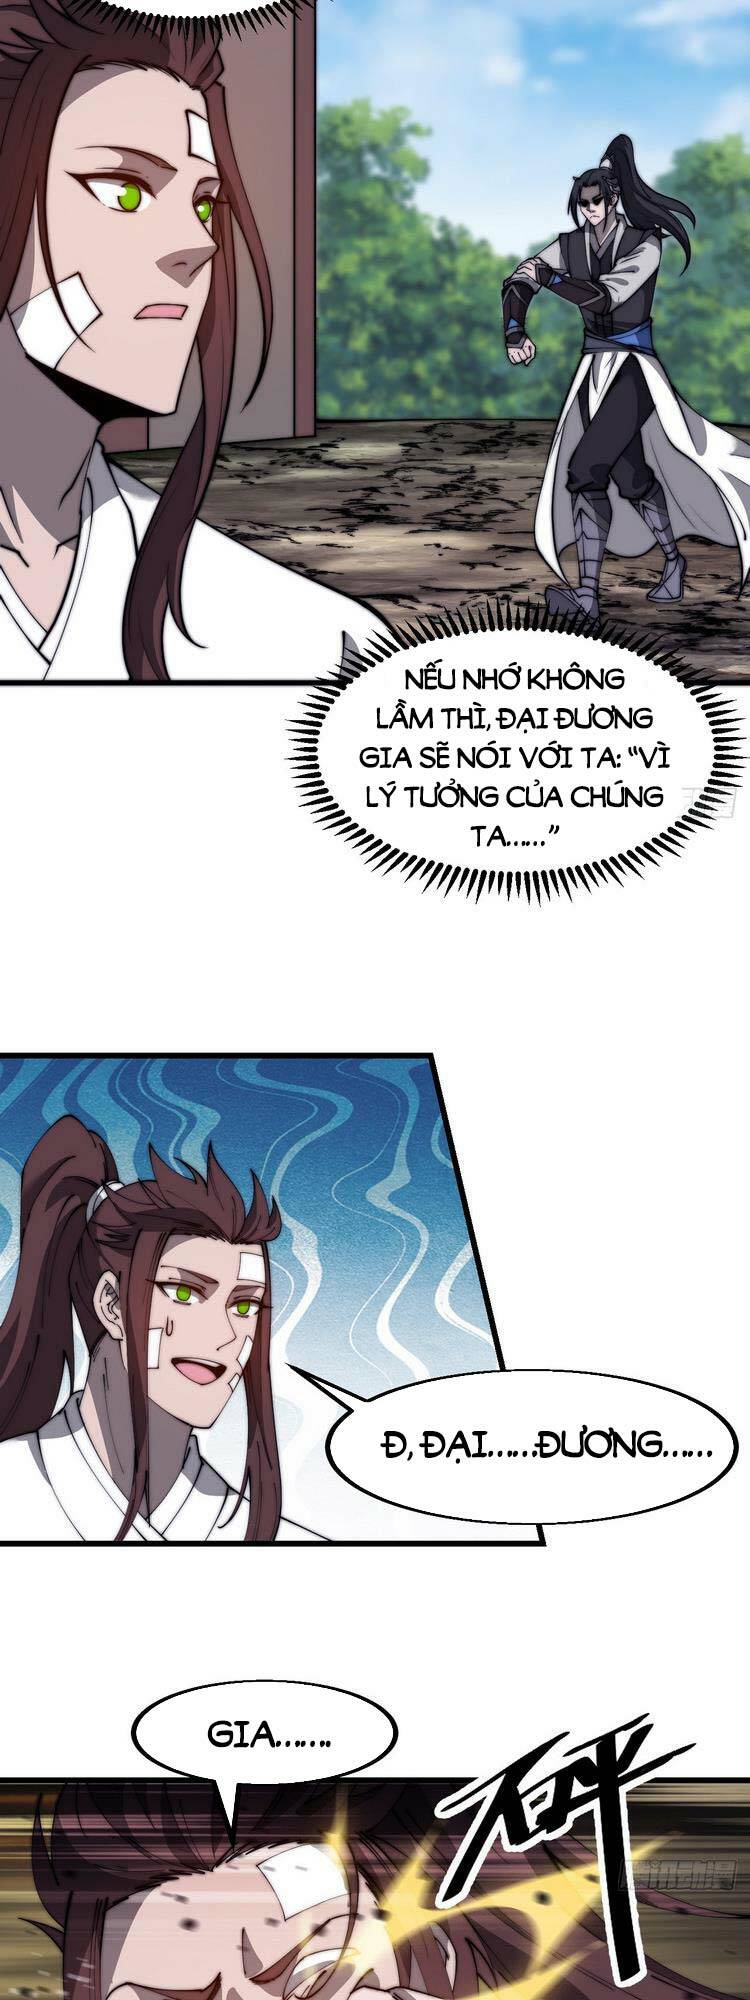 NẾU NHỚ KHÔNG
LẦM THÌ, ĐẠI ĐƯƠNG
GIA SẼ NÓI VỚI TA: “VÌ
LÝ TƯỞNG CỦA CHÚNG
TA……”
Đ, ĐẠI……ĐƯƠNG……
GIA…….
砰